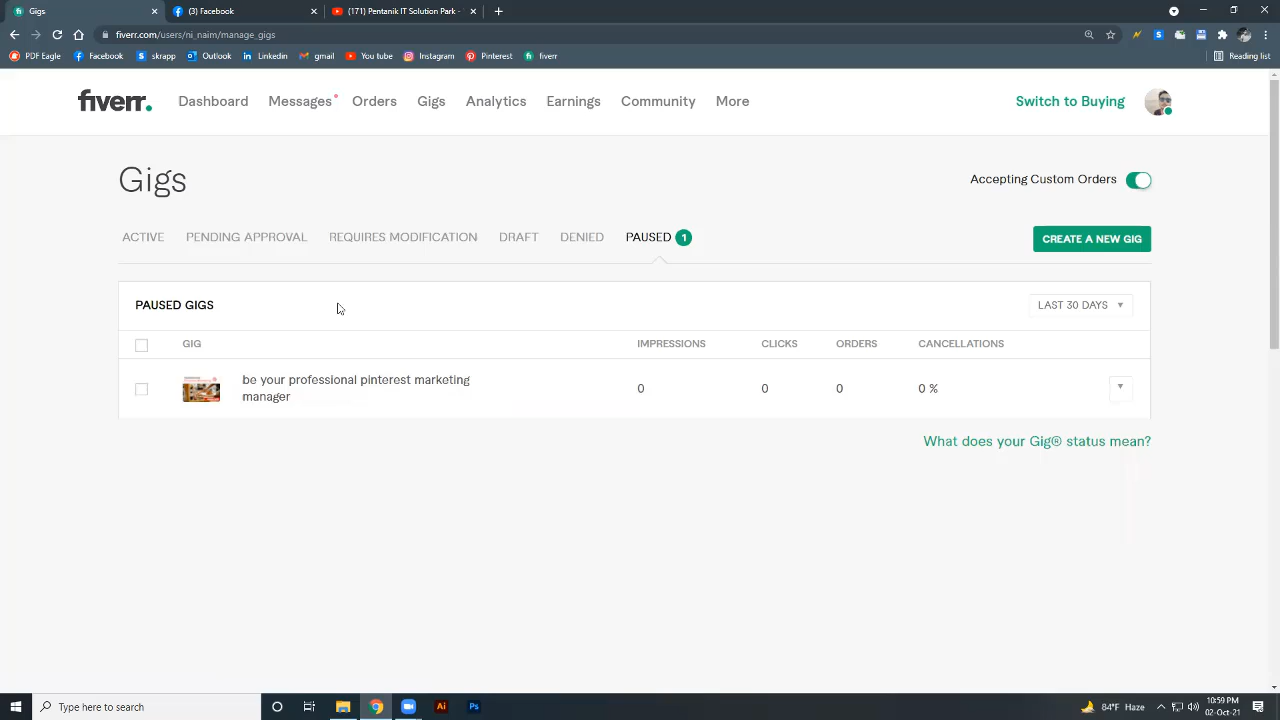 Gigs
Facebook
(171) Pendanik IT Solution Park -
fiverr.com/users/ni_naim/manage_gigs
Reading list
PDF Eagle
Facebook
skrapp
Outlook
Linkedin
gmail
You Tube
Instagram
Pinterest
fiverr
fiverr.
Dashboard
Messages
Orders
Gigs
Analytics
Earnings
Community
More
Switch to Buying
Gigs
Accepting Custom Orders
ACTIVE
PENDING APPROVAL
REQUIRES MODIFICATION
DRAFT
DENIED
PAUSED 1
CREATE A NEW GIG
PAUSED GIGS
LAST 30 DAYS
GIG
IMPRESSIONS
CLICKS
ORDERS
CANCELLATIONS
be your professional pinterest marketing
manager
0
0
0
0 %
What does your Gig® status mean?
Type here to search
Ai
Ps
84°F Haze
10:59 PM
02-Oct-21